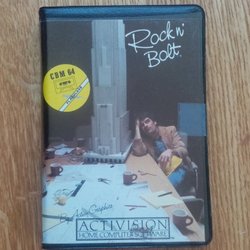 Rock n'
Bolt
CBM 64
ACTIVISION
HOME COMPUTER SOFTWARE